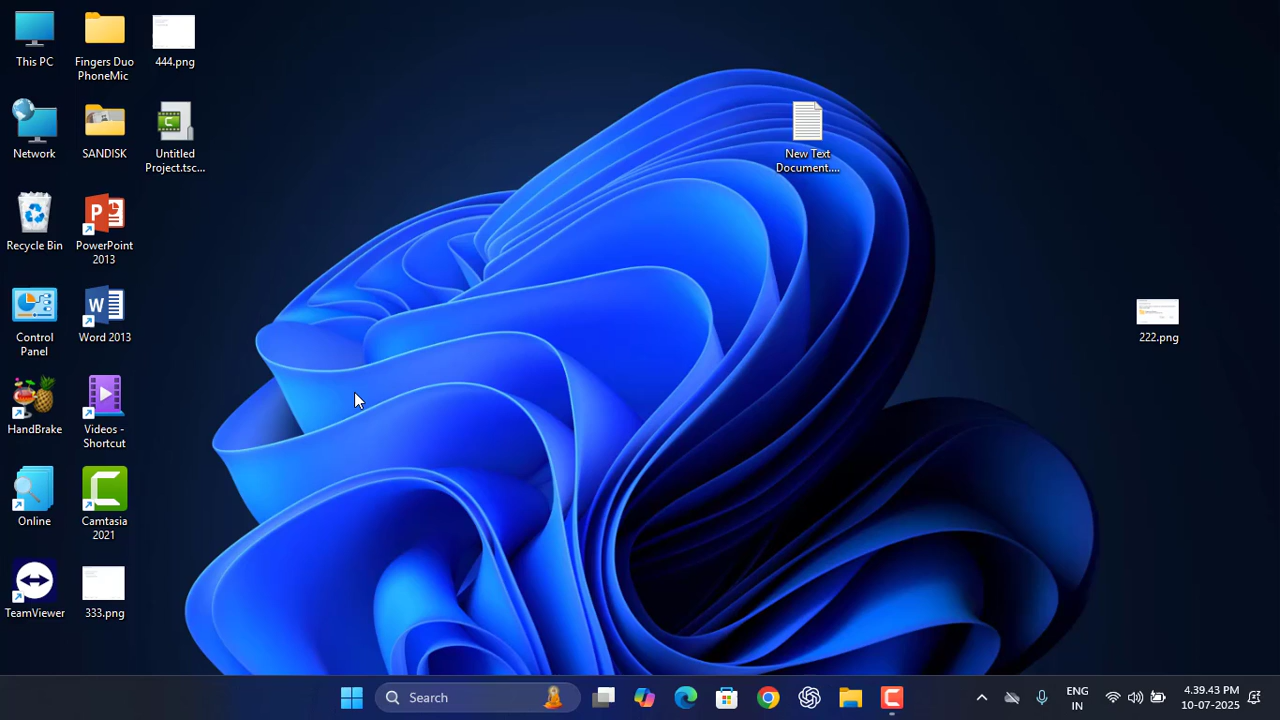 This PC
Fingers Duo
PhoneMic
444.png
Network
SANDISK
Untitled
Project.tsc...
New Text
Document....
Recycle Bin
PowerPoint
2013
Control
Panel
Word 2013
222.png
HandBrake
Videos -
Shortcut
Online
Camtasia
2021
TeamViewer
333.png
Search
ENG
IN
4.39.43 PM
10-07-2025